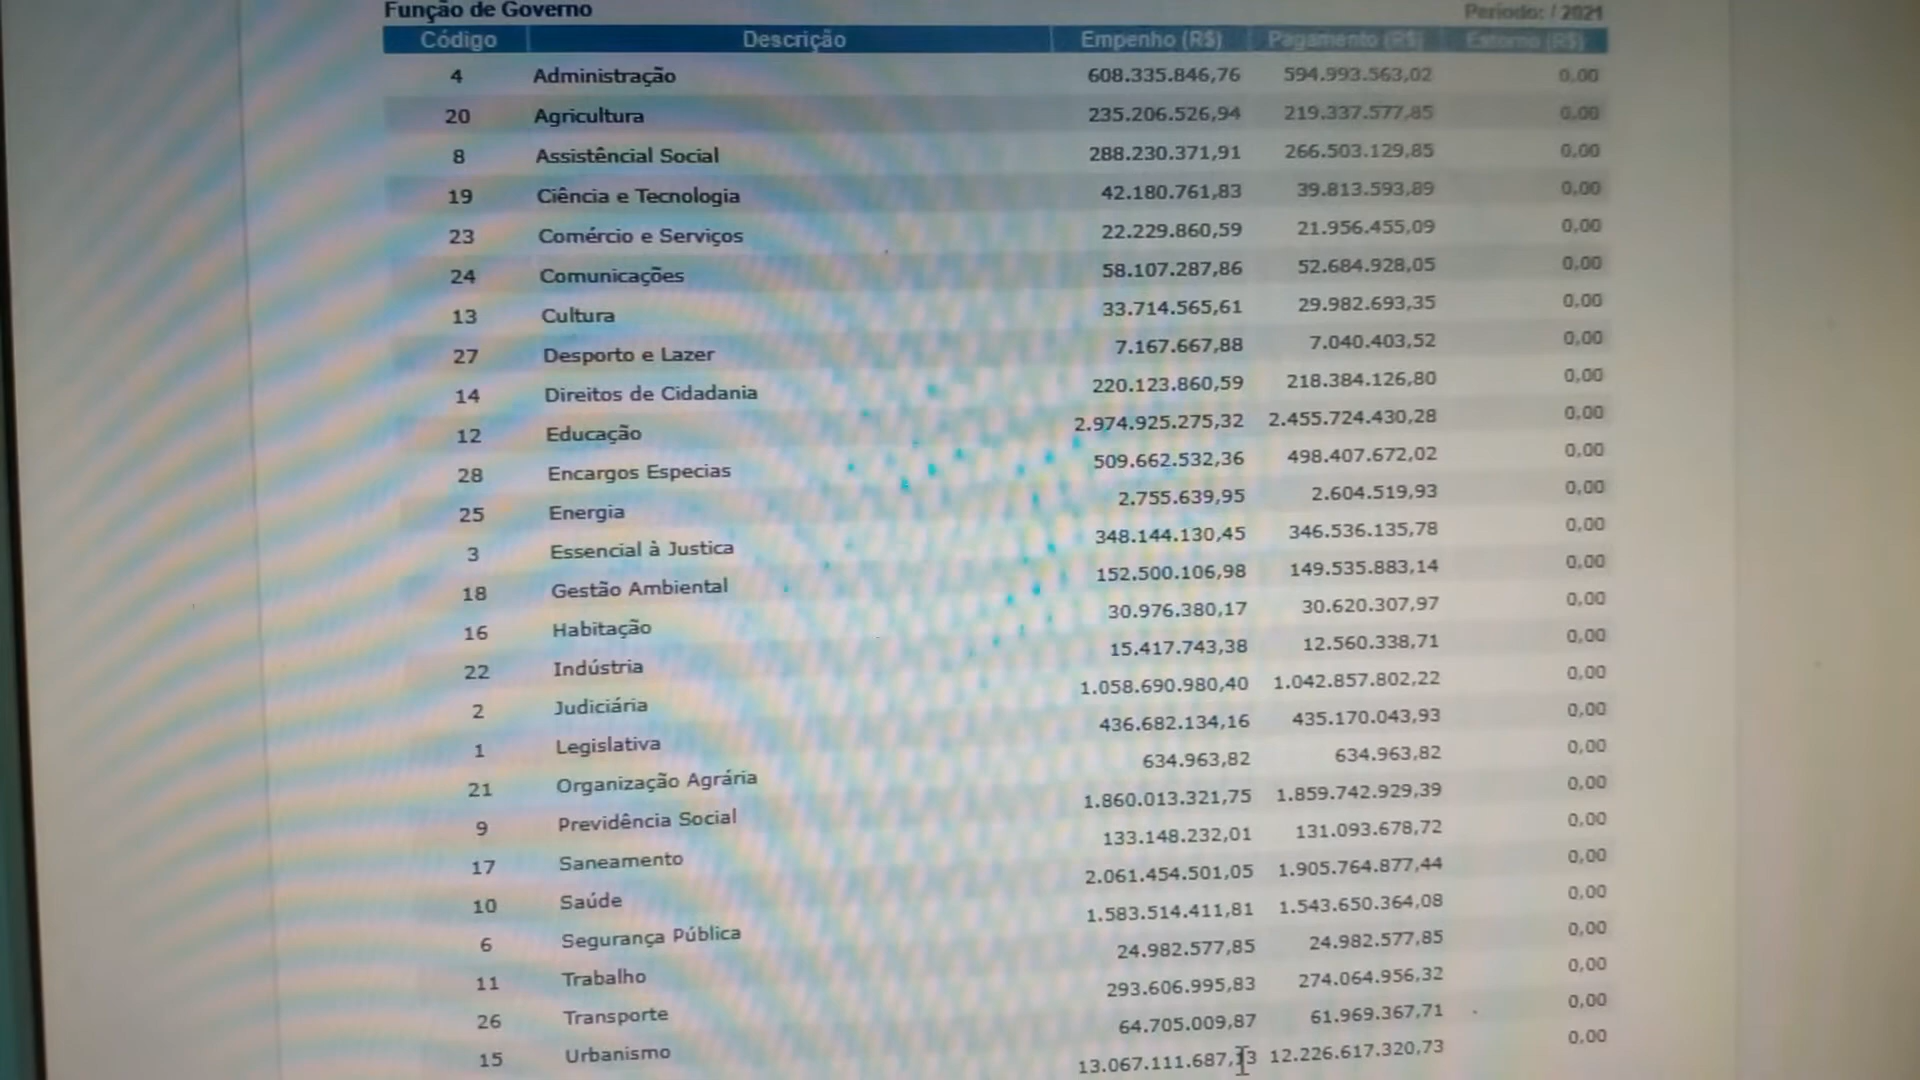 Função de Governo Período: / 2021
Código Descrição Empenho (R$) Pagamento (R$) Estorno (R$)
4 Administração 608.335.846,76 594.993.563,02 0,00
20 Agricultura 235.206.526,94 219.337.577,85 0,00
8 Assistêncial Social 288.230.371,91 266.503.129,85 0,00
19 Ciência e Tecnologia 42.180.761,83 39.813.593,89 0,00
23 Comércio e Serviços 22.229.860,59 21.956.455,09 0,00
24 Comunicações 58.107.287,86 52.684.928,05 0,00
13 Cultura 33.714.565,61 29.982.693,35 0,00
27 Desporto e Lazer 7.167.667,88 7.040.403,52 0,00
14 Direitos de Cidadania 220.123.860,59 218.384.126,80 0,00
12 Educação 2.974.925.275,32 2.455.724.430,28 0,00
28 Encargos Especias 509.662.532,36 498.407.672,02 0,00
25 Energia 2.755.639,95 2.604.519,93 0,00
3 Essencial à Justica 348.144.130,45 346.536.135,78 0,00
18 Gestão Ambiental 152.500.106,98 149.535.883,14 0,00
16 Habitação 30.976.380,17 30.620.307,97 0,00
22 Indústria 15.417.743,38 12.560.338,71 0,00
2 Judiciária 1.058.690.980,40 1.042.857.802,22 0,00
1 Legislativa 436.682.134,16 435.170.043,93 0,00
21 Organização Agrária 634.963,82 634.963,82 0,00
9 Previdência Social 1.860.013.321,75 1.859.742.929,39 0,00
17 Saneamento 133.148.232,01 131.093.678,72 0,00
10 Saúde 2.061.454.501,05 1.905.764.877,44 0,00
6 Segurança Pública 1.583.514.411,81 1.543.650.364,08 0,00
11 Trabalho 24.982.577,85 24.982.577,85 0,00
26 Transporte 293.606.995,83 274.064.956,32 0,00
15 Urbanismo 64.705.009,87 61.969.367,71 0,00
12.226.617.320,73 0,00